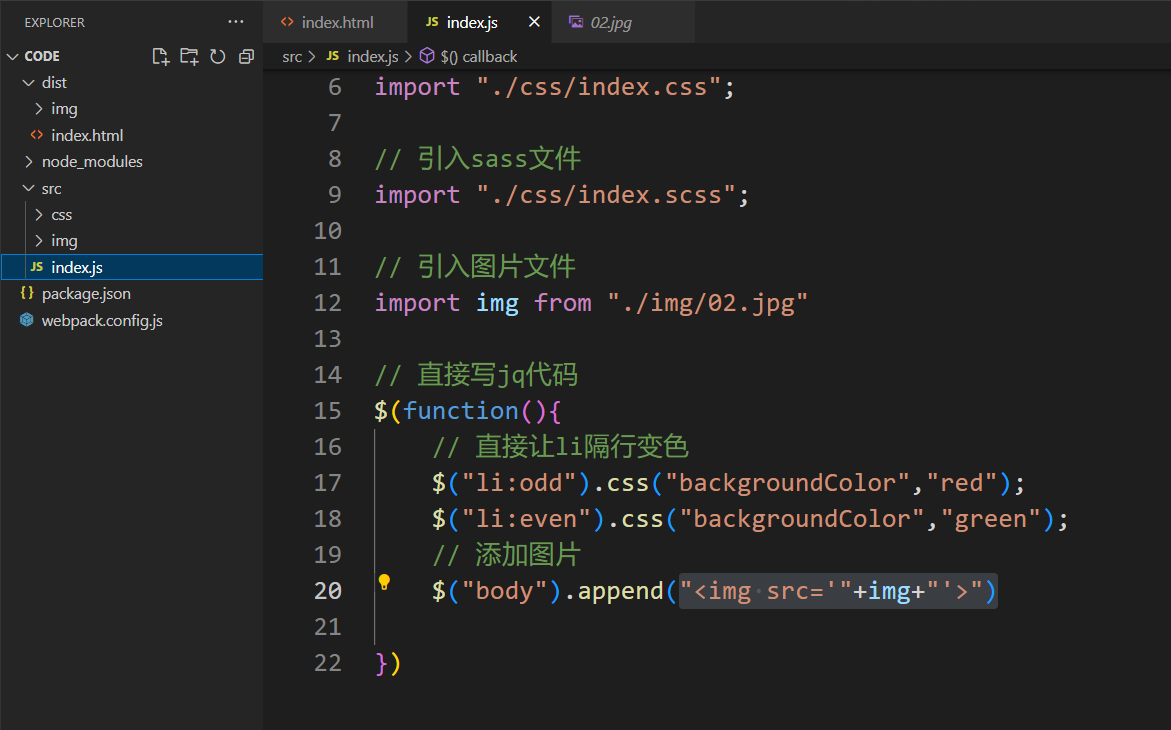 EXPLORER ···
CODE
dist
img
<> index.html
node_modules
src
css
img
JS index.js
{} package.json
webpack.config.js
<> index.html
JS index.js ×
02.jpg
src > JS index.js > $() callback
6 import "./css/index.css";
7
8 // 引入sass文件
9 import "./css/index.scss";
10
11 // 引入图片文件
12 import img from "./img/02.jpg"
13
14 // 直接写jq代码
15 $(function(){
16 // 直接让li隔行变色
17 $("li:odd").css("backgroundColor","red");
18 $("li:even").css("backgroundColor","green");
19 // 添加图片
20 $("body").append("<img·src='"+img+"'>")
21
22 })